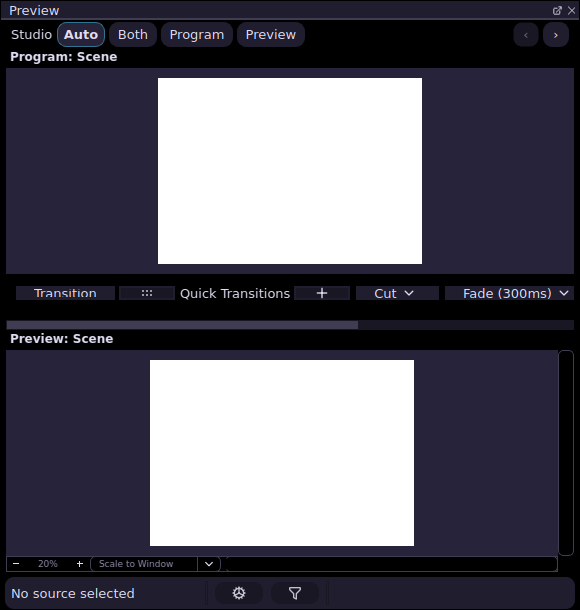 Preview
Studio Auto Both Program Preview ‹ ›
Program: Scene
Transition Quick Transitions + Cut Fade (300ms)
Preview: Scene
− 20% + Scale to Window
No source selected